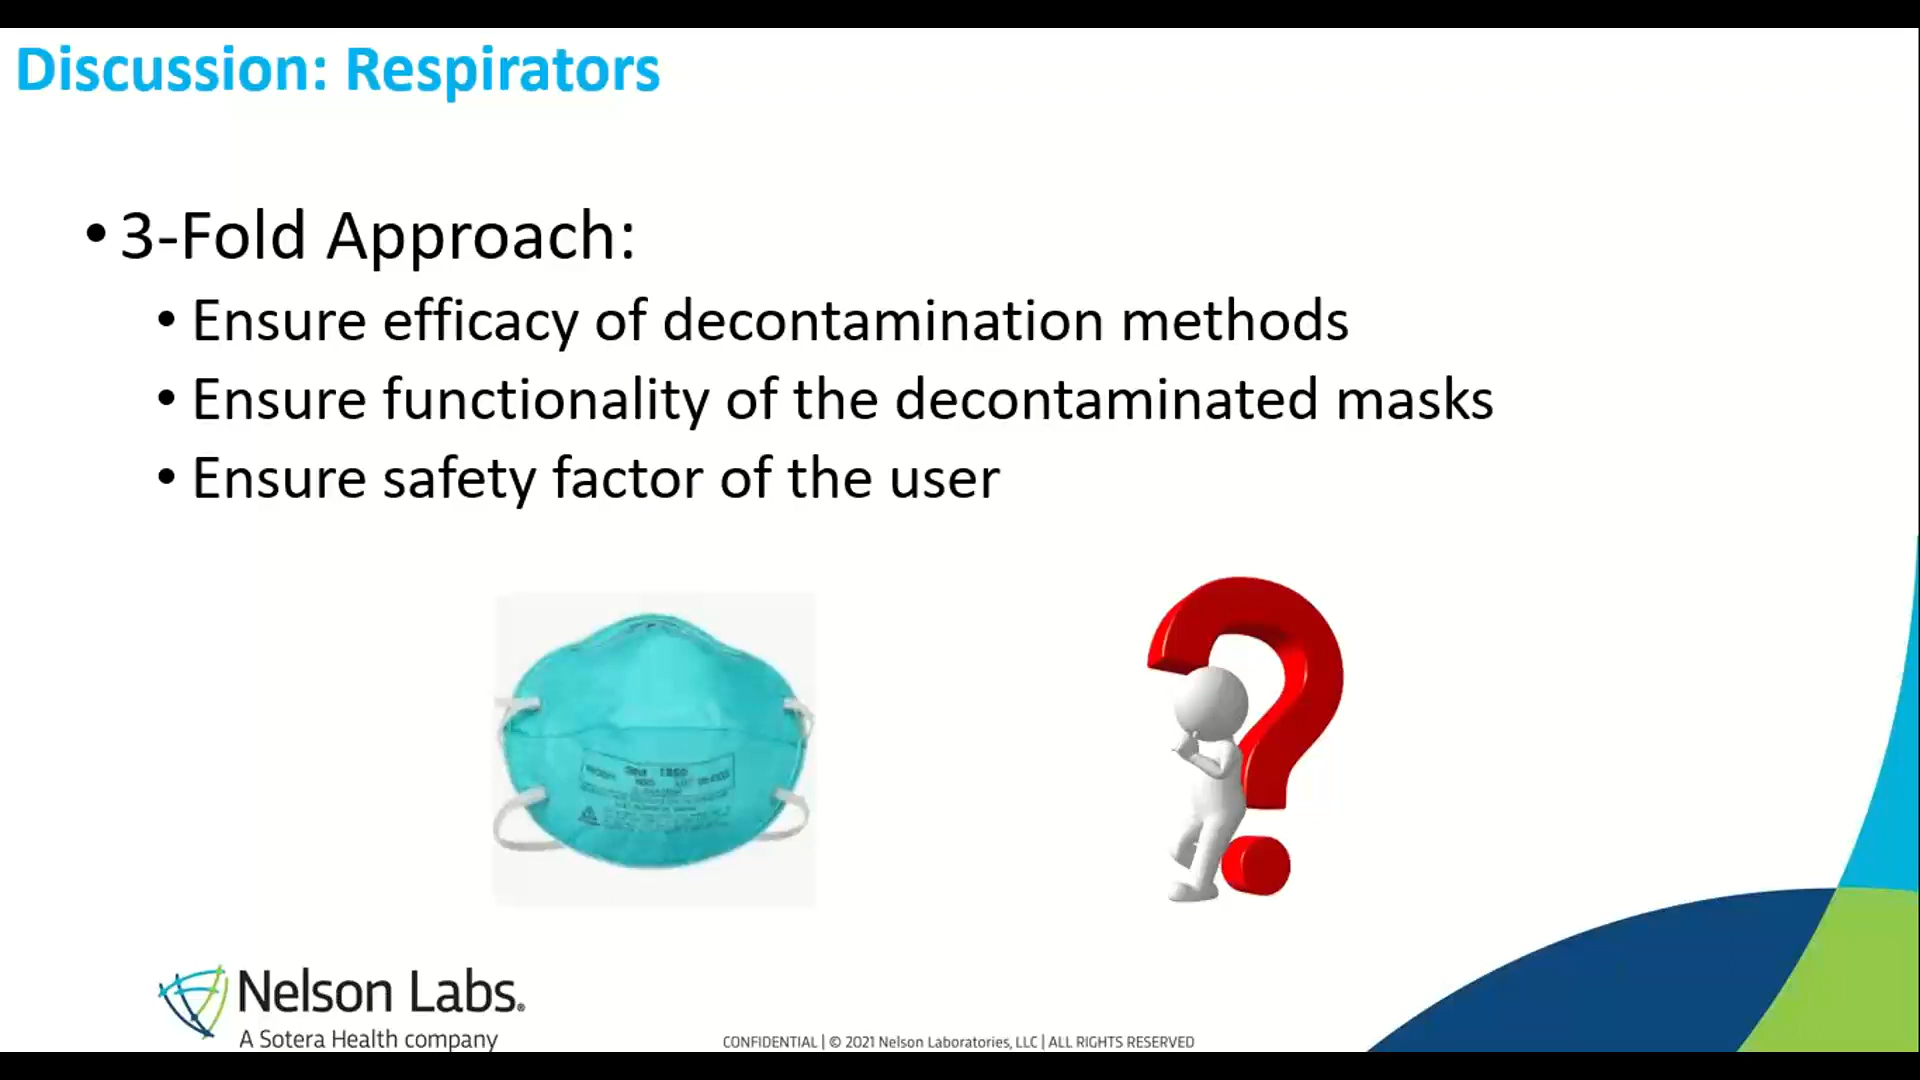 Discussion: Respirators
• 3-Fold Approach:
• Ensure efficacy of decontamination methods
• Ensure functionality of the decontaminated masks
• Ensure safety factor of the user
Nelson Labs®
A Sotera Health company
CONFIDENTIAL | © 2021 Nelson Laboratories, LLC | ALL RIGHTS RESERVED